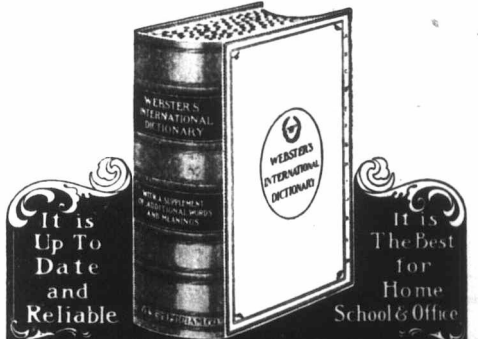 WEBSTER'S
INTERNATIONAL
DICTIONARY
WITH A SUPPLEMENT
OF ADDITIONAL WORDS
AND MEANINGS
WEBSTER'S
INTERNATIONAL
DICTIONARY
It is
Up To
Date
and
Reliable
It is
The Best
for
Home
School & Office